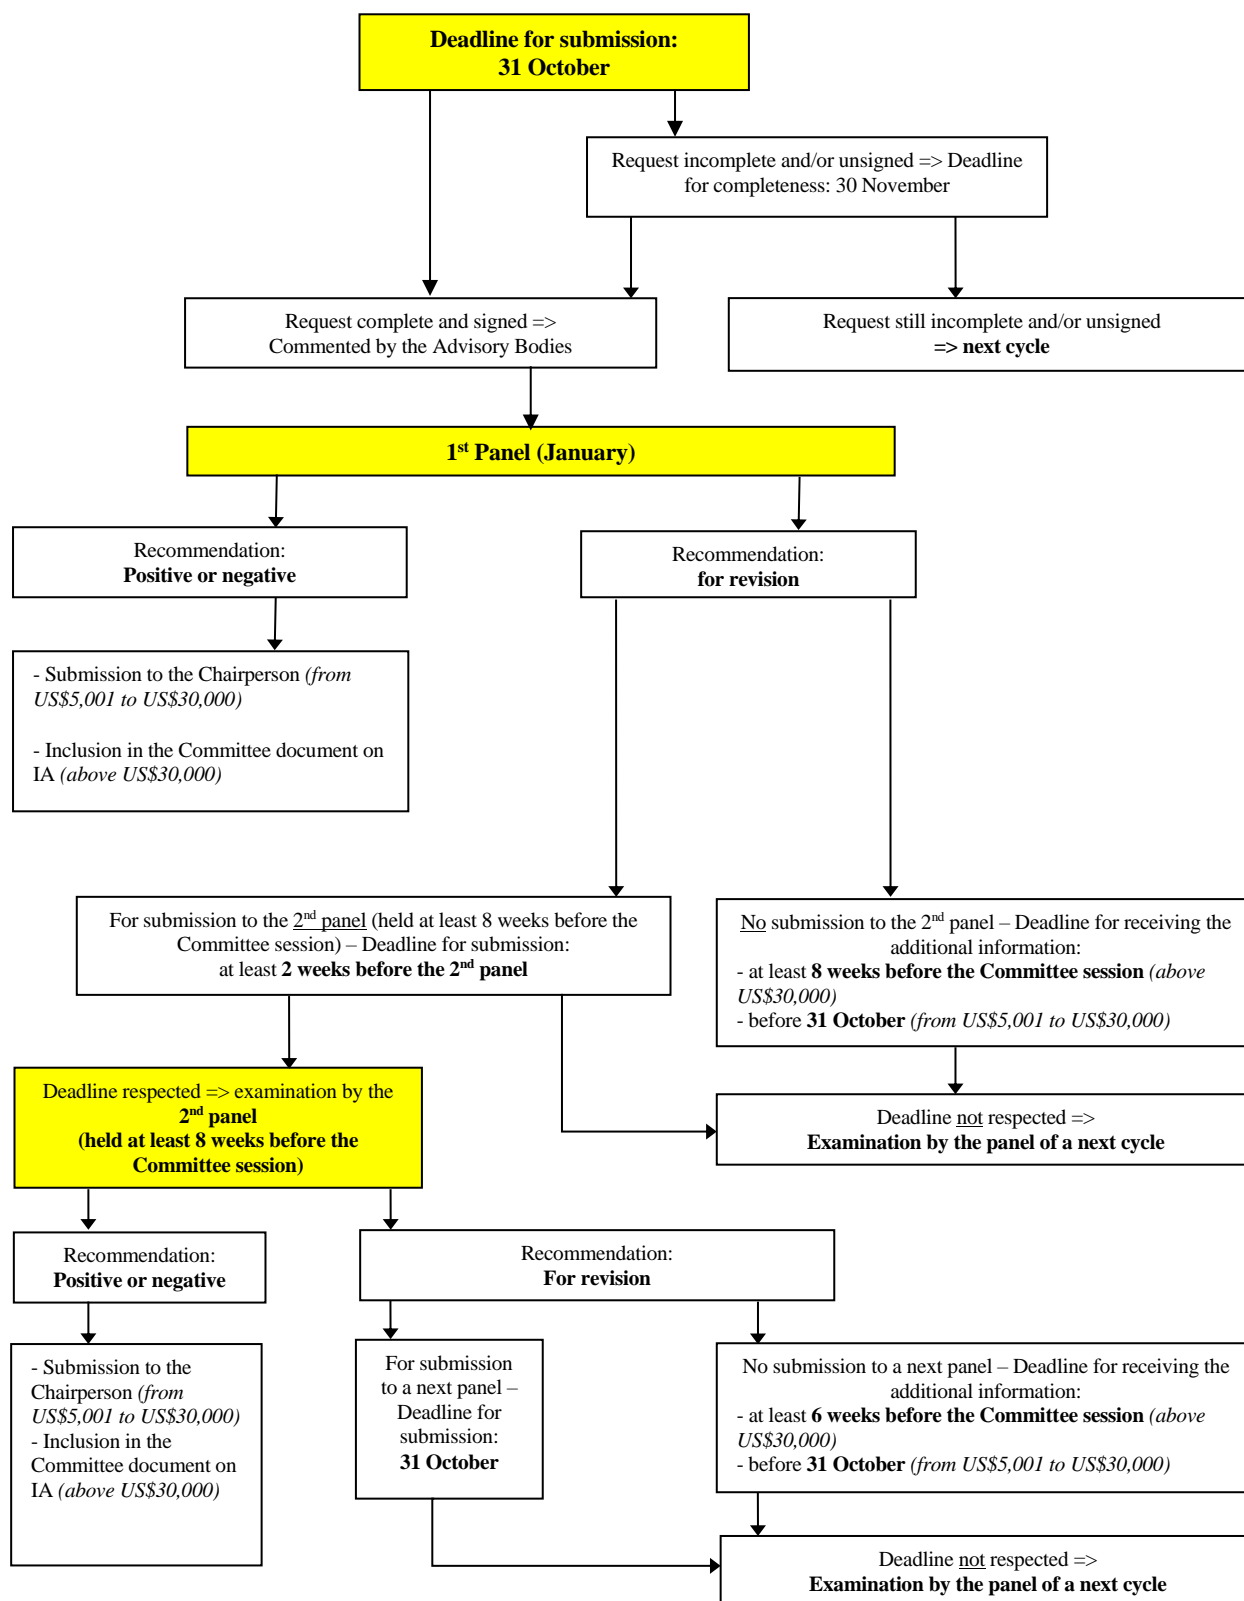 Deadline for submission:
31 October
Request incomplete and/or unsigned => Deadline
for completeness: 30 November
Request complete and signed =>
Commented by the Advisory Bodies
Request still incomplete and/or unsigned
=> next cycle
1st Panel (January)
Recommendation:
Positive or negative
Recommendation:
for revision
- Submission to the Chairperson (from
US$5,001 to US$30,000)
- Inclusion in the Committee document on
IA (above US$30,000)
For submission to the 2nd panel (held at least 8 weeks before the
Committee session) – Deadline for submission:
at least 2 weeks before the 2nd panel
No submission to the 2nd panel – Deadline for receiving the
additional information:
- at least 8 weeks before the Committee session (above
US$30,000)
- before 31 October (from US$5,001 to US$30,000)
Deadline respected => examination by the
2nd panel
(held at least 8 weeks before the
Committee session)
Deadline not respected =>
Examination by the panel of a next cycle
Recommendation:
Positive or negative
Recommendation:
For revision
- Submission to the
Chairperson (from
US$5,001 to US$30,000)
- Inclusion in the
Committee document on
IA (above US$30,000)
For submission
to a next panel –
Deadline for
submission:
31 October
No submission to a next panel – Deadline for receiving the
additional information:
- at least 6 weeks before the Committee session (above
US$30,000)
- before 31 October (from US$5,001 to US$30,000)
Deadline not respected =>
Examination by the panel of a next cycle